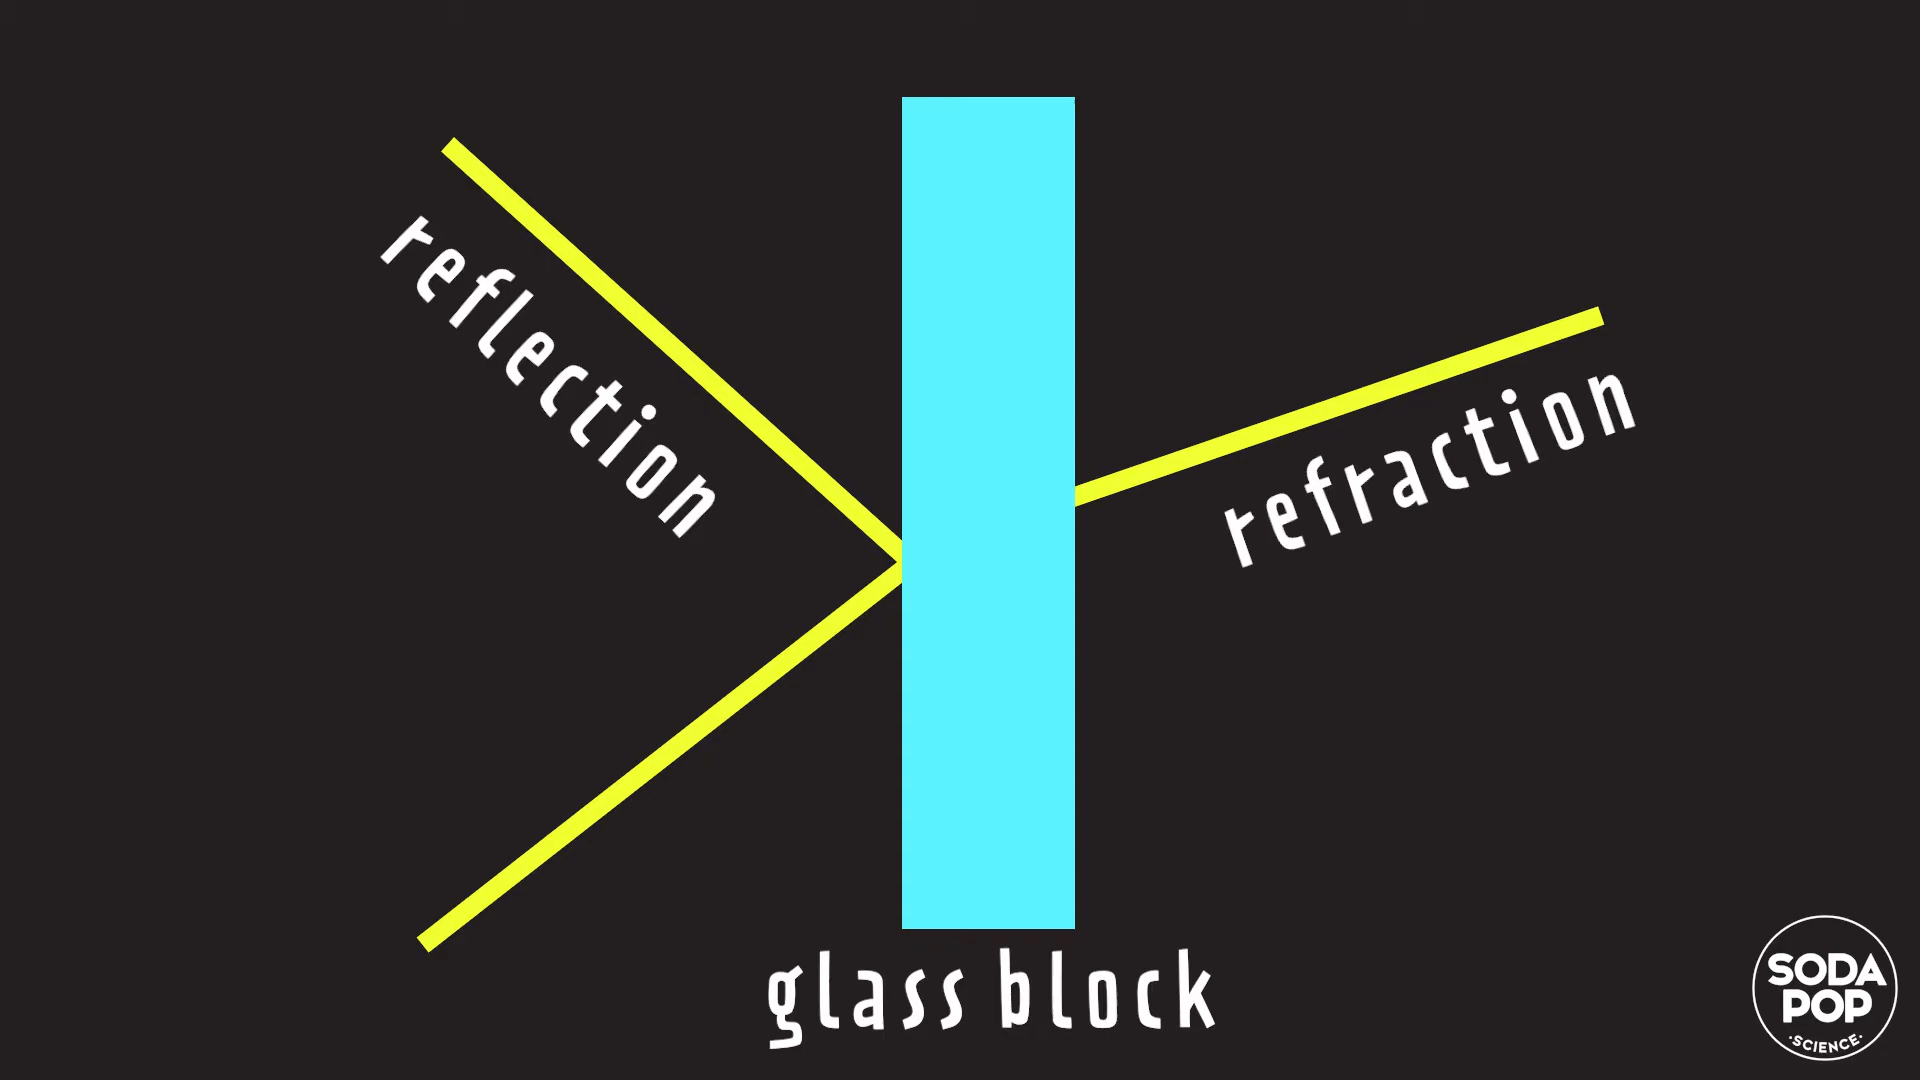 reflection
refraction
glass block
SODA
POP
·SCIENCE·